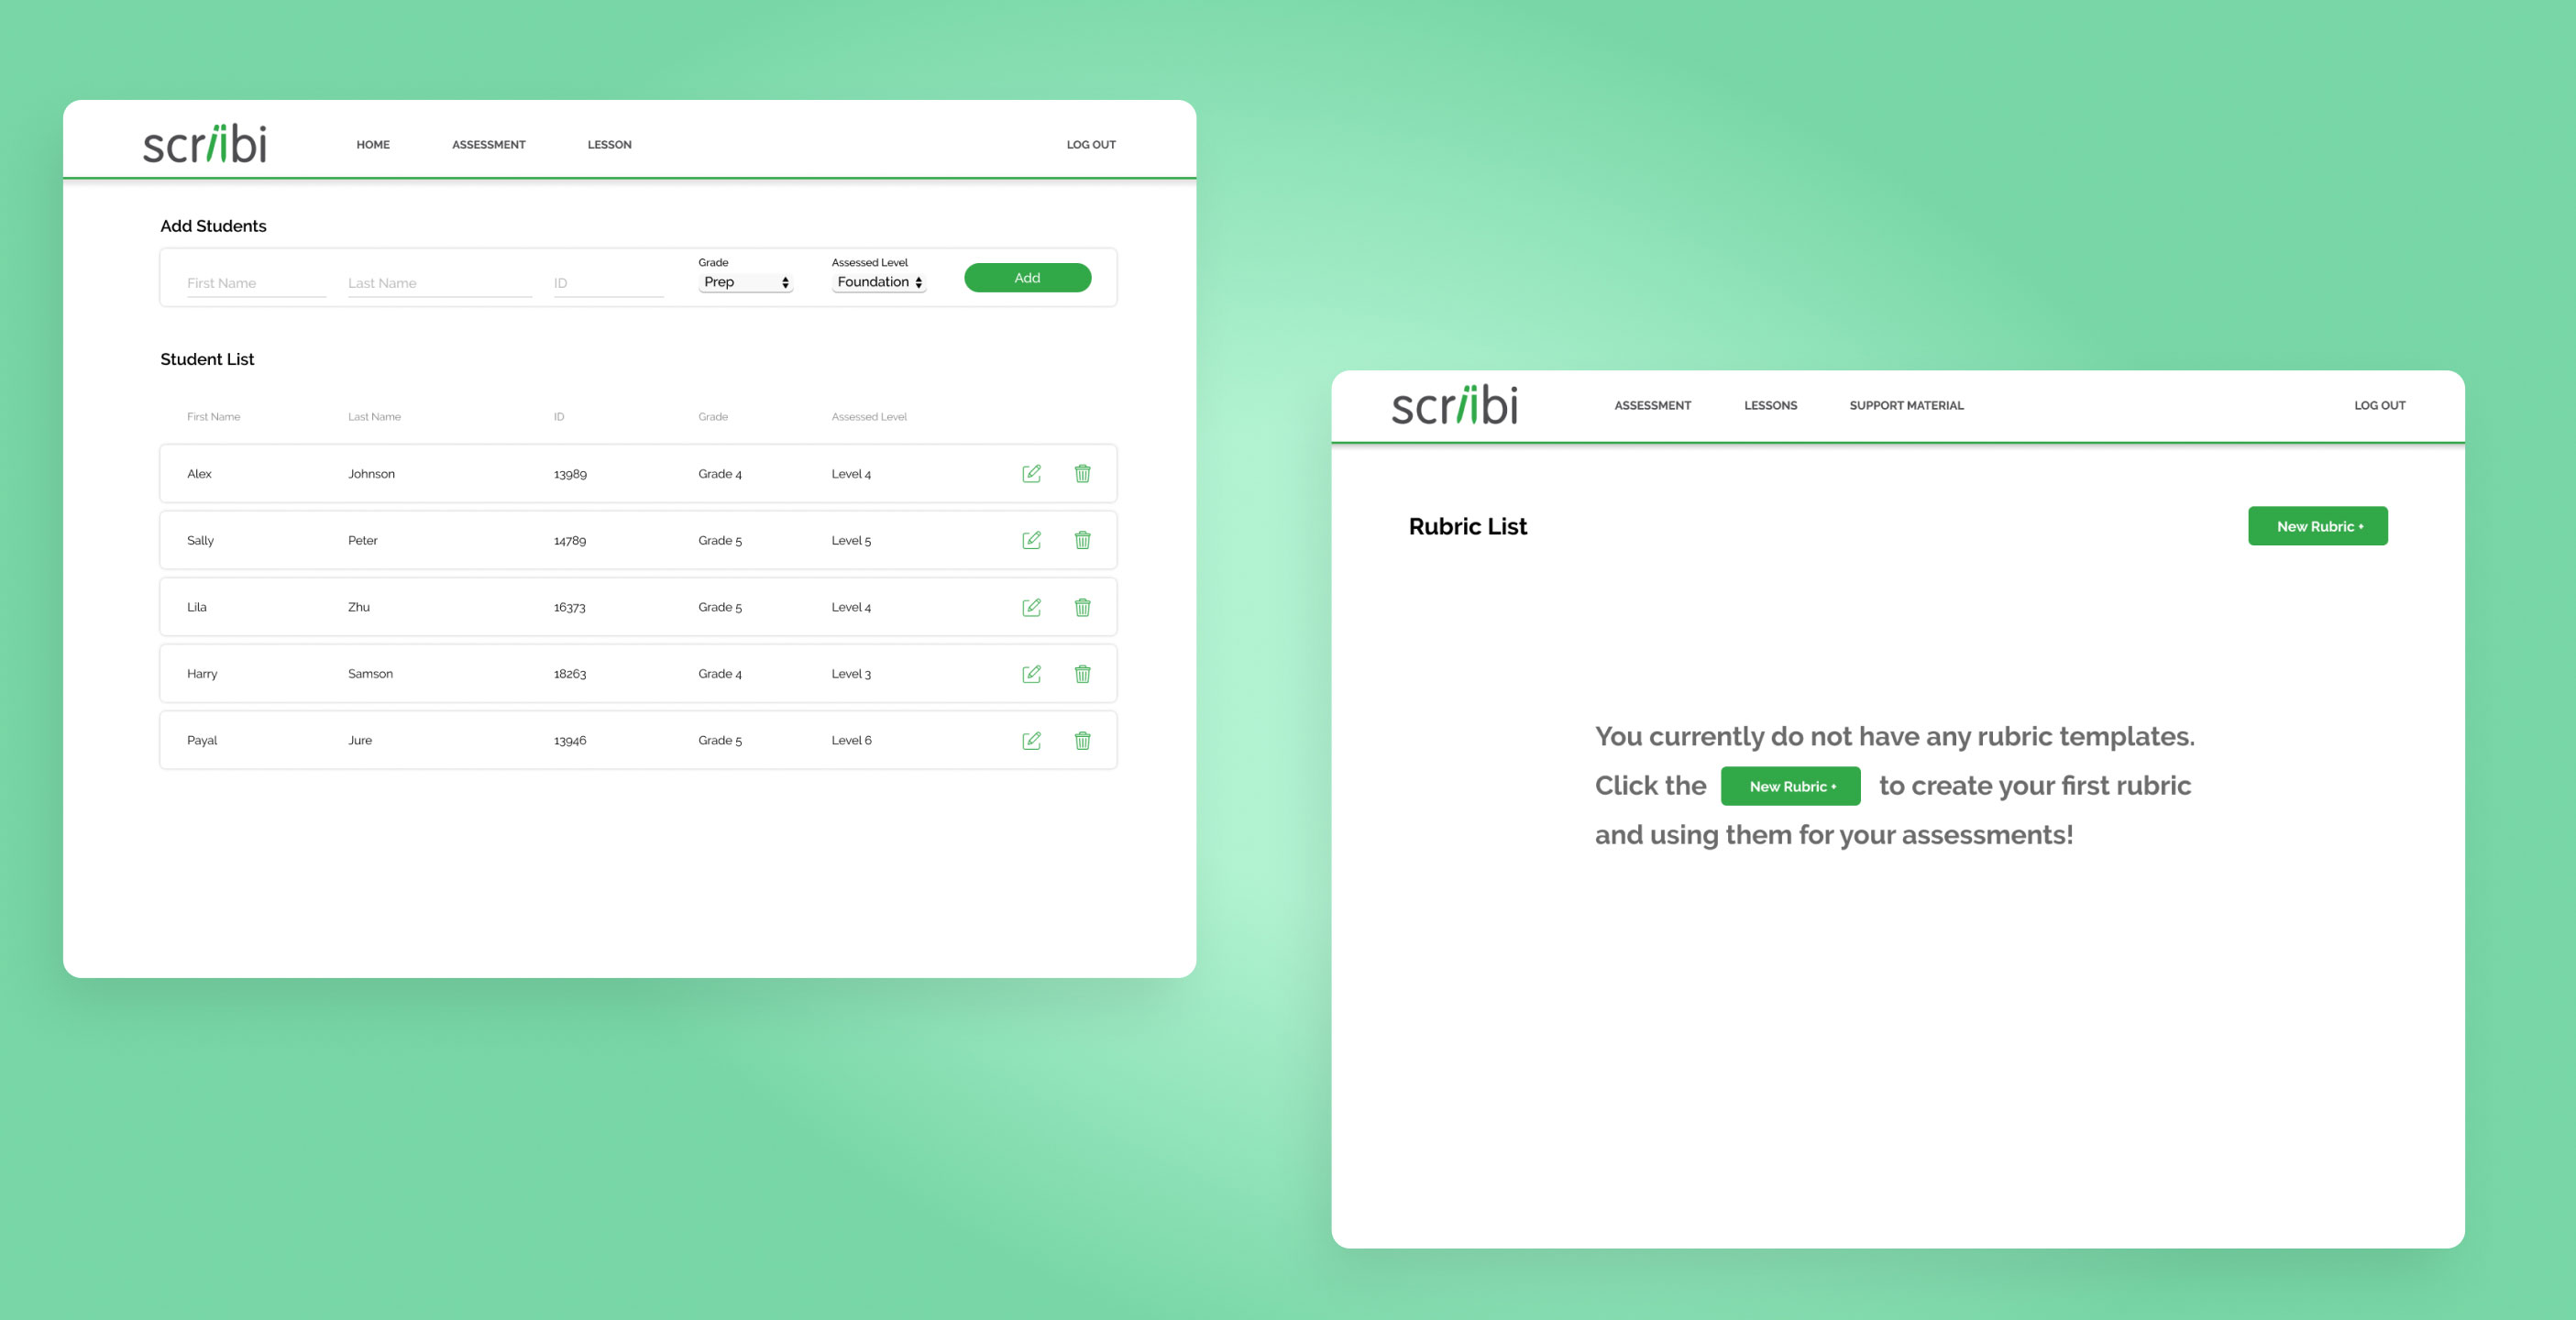 scriibi HOME ASSESSMENT LESSON LOG OUT
Add Students
First Name Last Name ID Grade Prep Assessed Level Foundation Add
Student List
First Name Last Name ID Grade Assessed Level
Alex Johnson 13989 Grade 4 Level 4
Sally Peter 14789 Grade 5 Level 5
Lila Zhu 16373 Grade 5 Level 4
Harry Samson 18263 Grade 4 Level 3
Payal Jure 13946 Grade 5 Level 6
scriibi ASSESSMENT LESSONS SUPPORT MATERIAL LOG OUT
Rubric List New Rubric +
You currently do not have any rubric templates.
Click the New Rubric + to create your first rubric
and using them for your assessments!